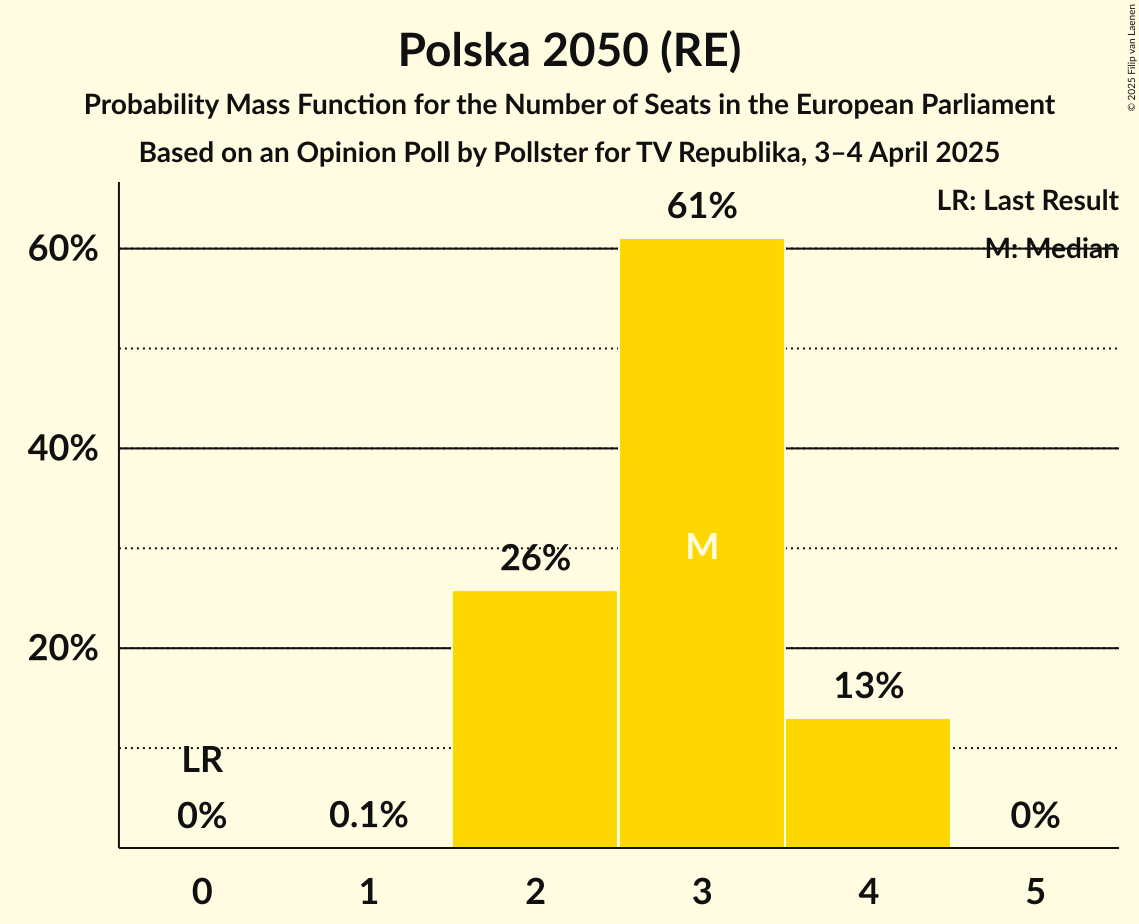 Polska 2050 (RE)
Probability Mass Function for the Number of Seats in the European Parliament
Based on an Opinion Poll by Pollster for TV Republika, 3–4 April 2025
© 2025 Filip van Laenen
LR: Last Result
M: Median
61%
60%
40%
M
26%
20%
13%
LR
0%
0.1%
0%
0
1
2
3
4
5